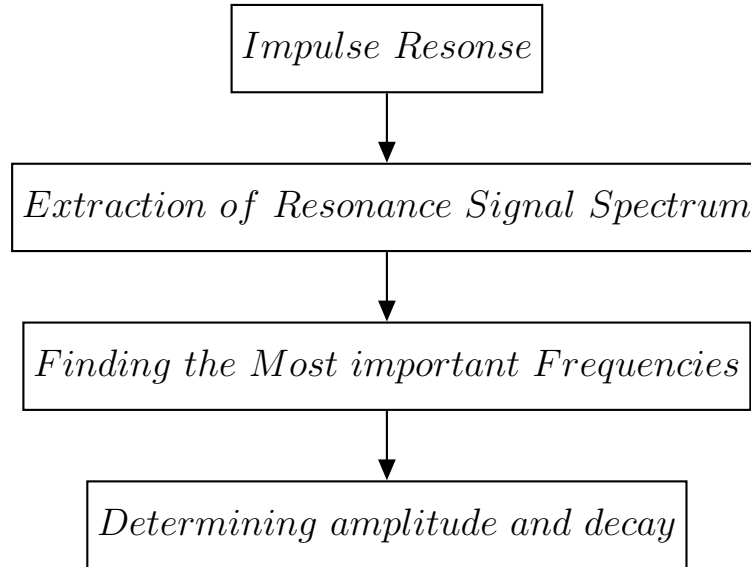 Impulse Resonse
Extraction of Resonance Signal Spectrum
Finding the Most important Frequencies
Determining amplitude and decay